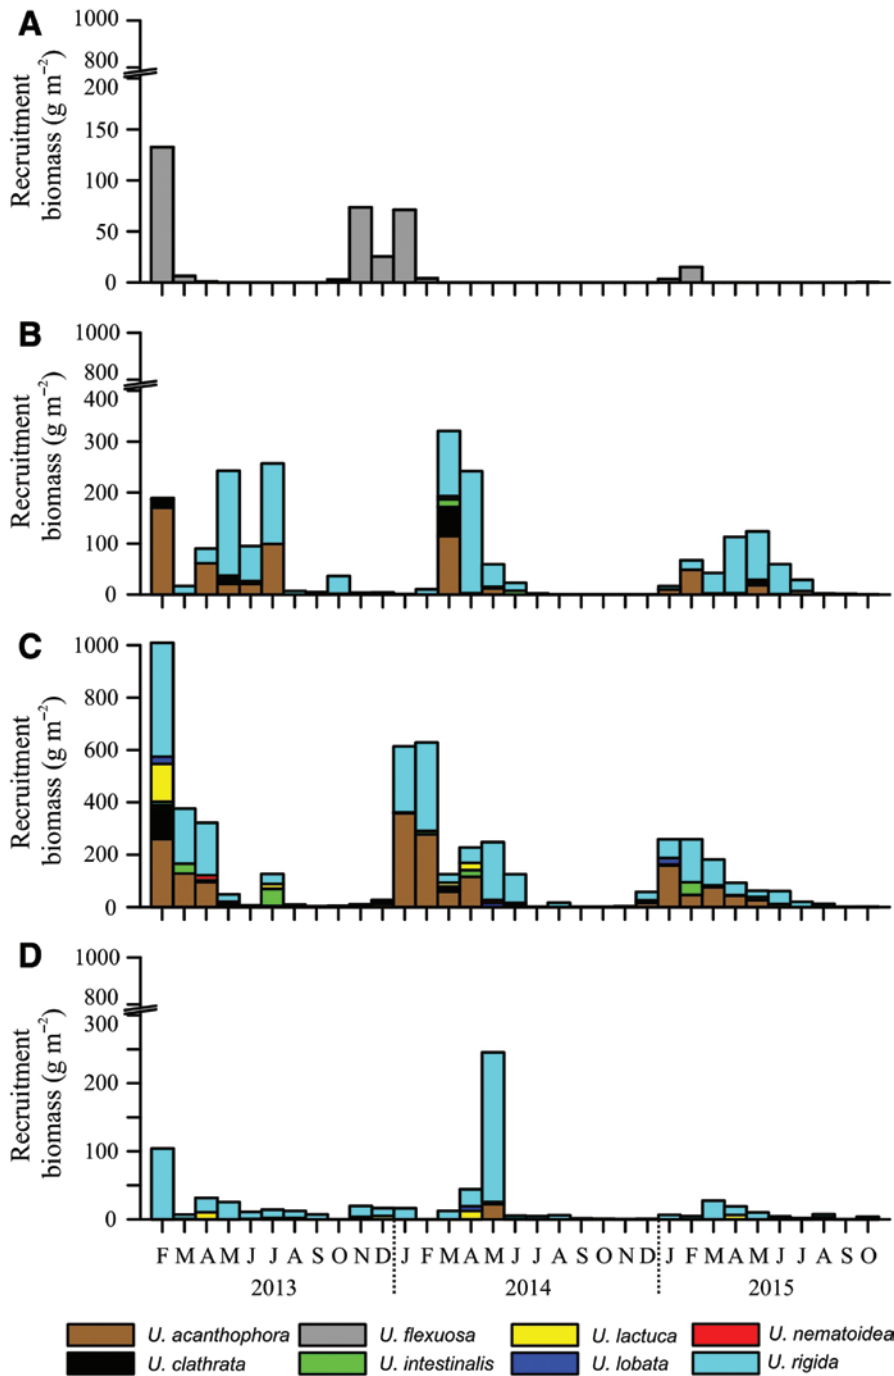 A
Recruitment
biomass (g m⁻²)
1000
800
200
150
100
50
0
B
Recruitment
biomass (g m⁻²)
1000
800
400
300
200
100
0
C
Recruitment
biomass (g m⁻²)
1000
800
600
400
200
0
D
Recruitment
biomass (g m⁻²)
1000
800
300
200
100
0
F M A M J J A S O N D J F M A M J J A S O N D J F M A M J J A S O
2013 2014 2015
U. acanthophora U. flexuosa U. lactuca U. nematoidea
U. clathrata U. intestinalis U. lobata U. rigida